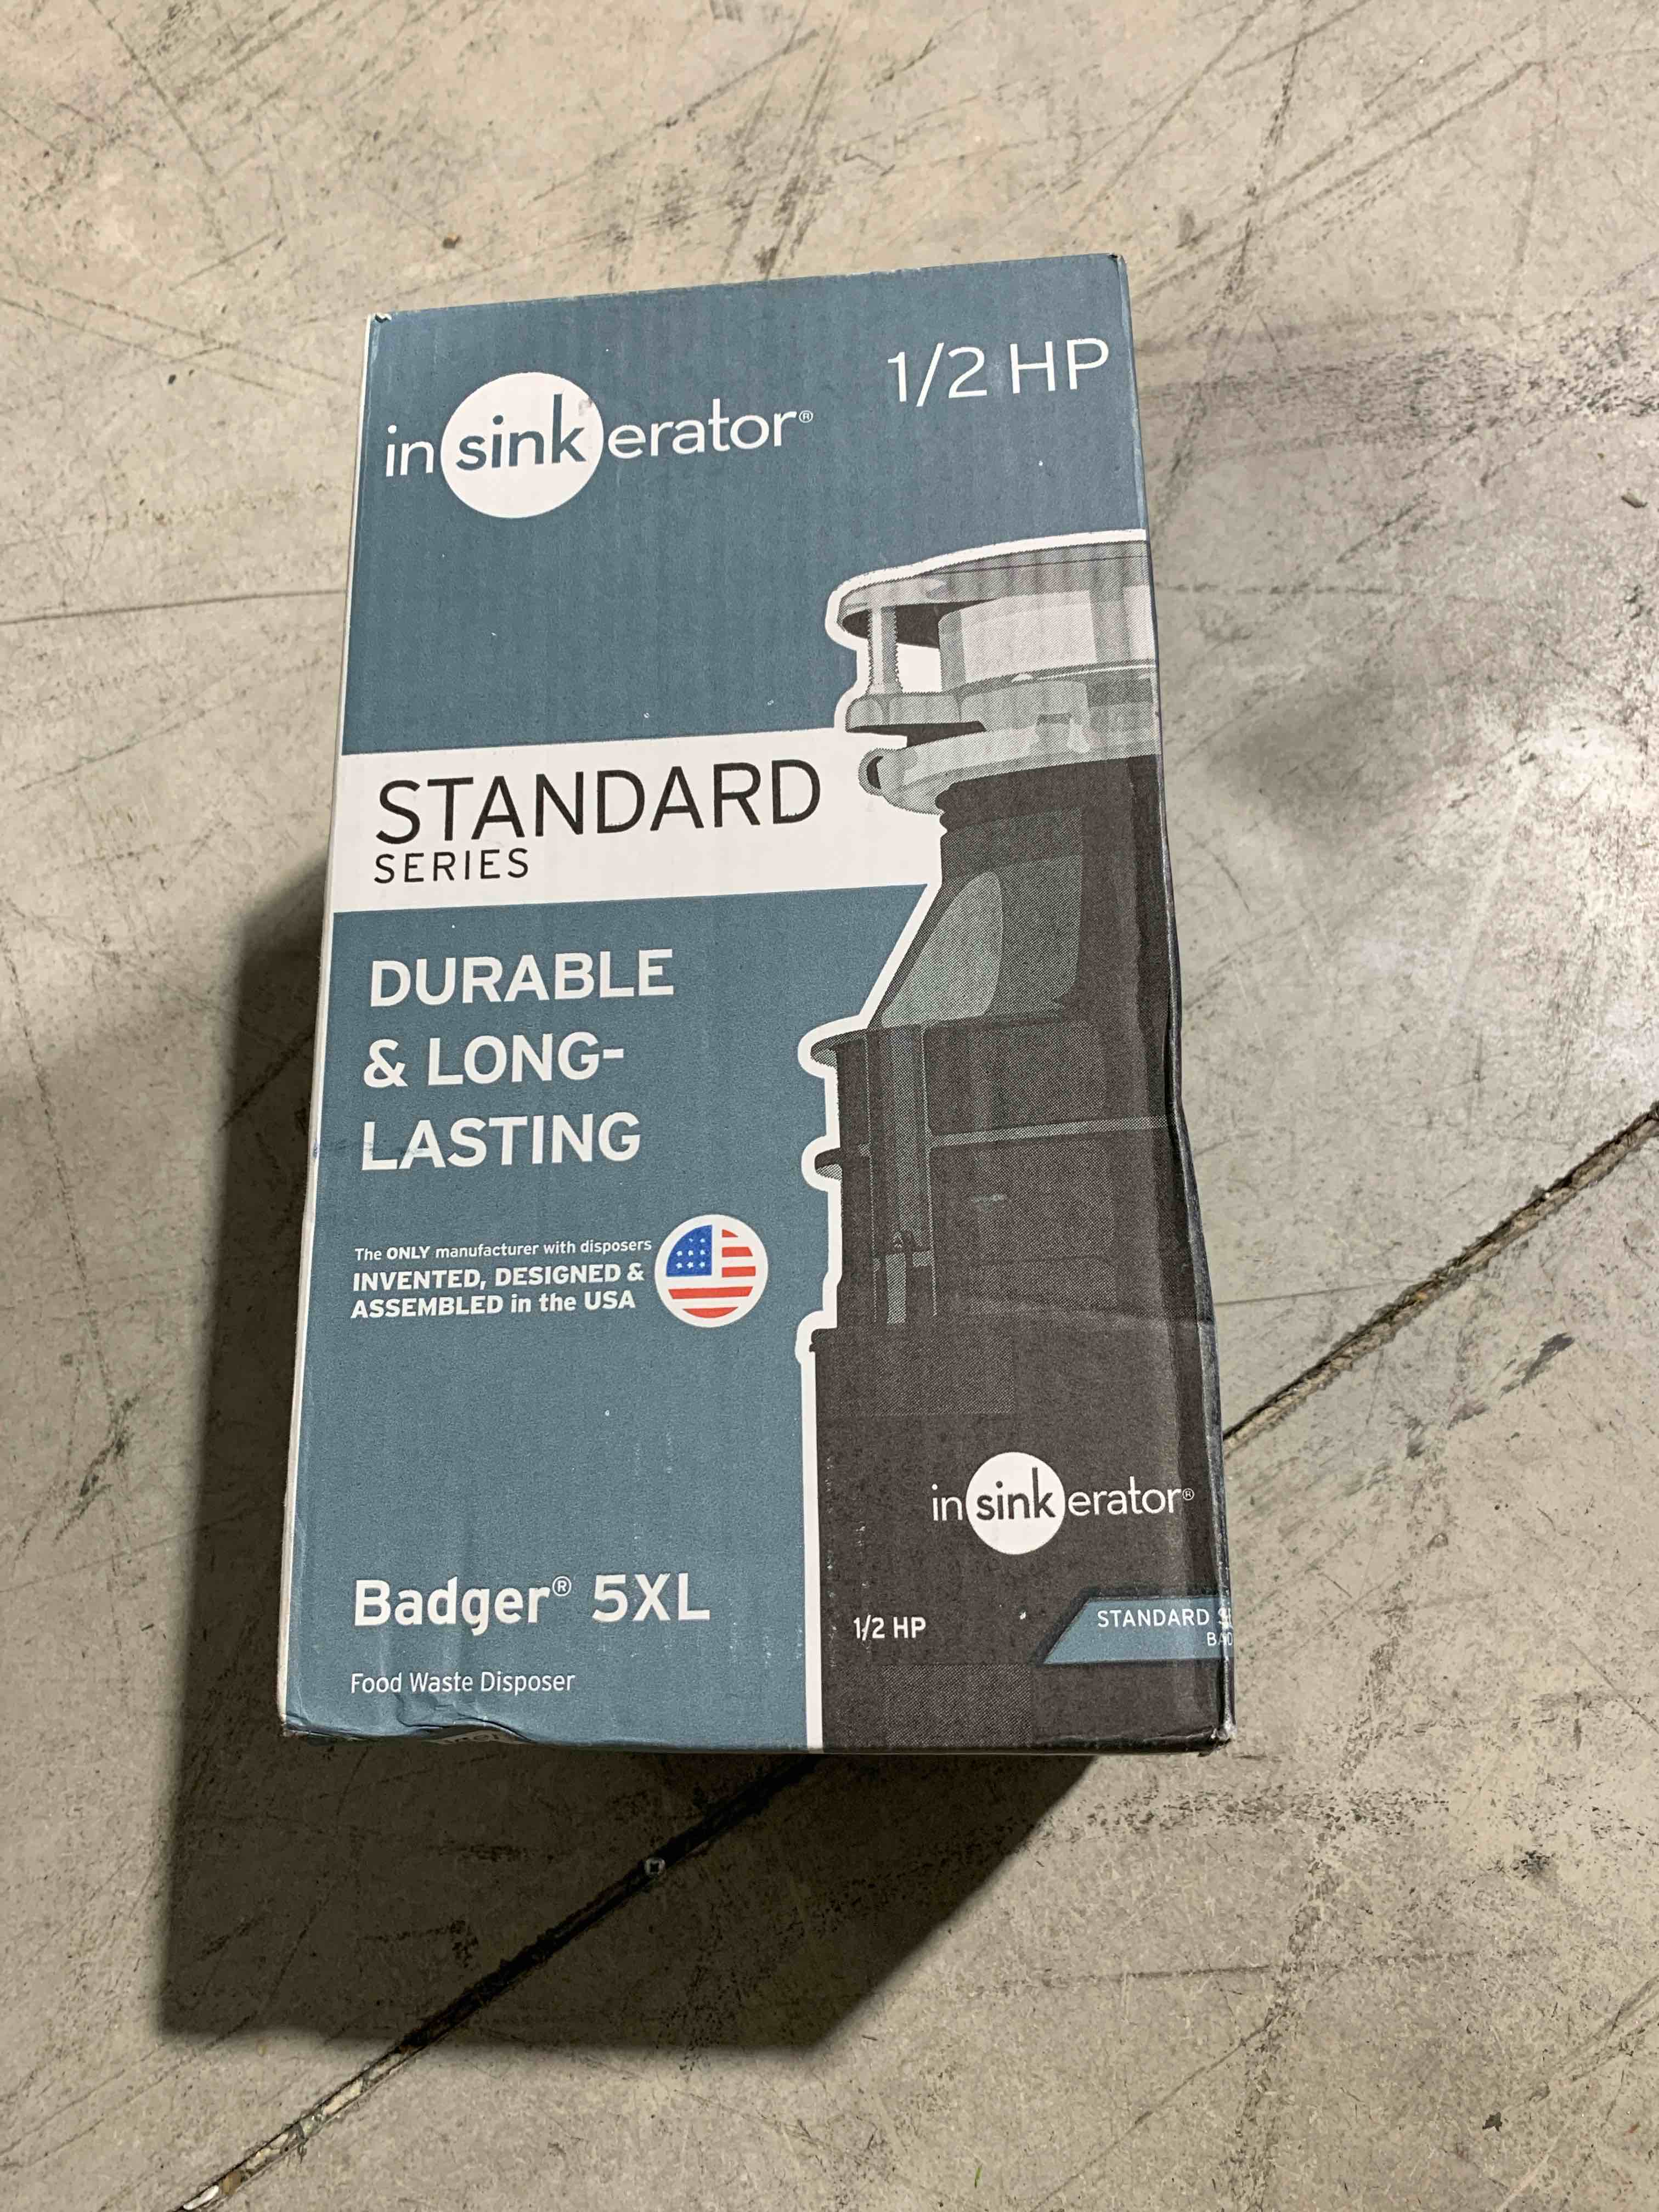 insinkerator®
1/2 HP
STANDARD
SERIES
DURABLE
& LONG-
LASTING
The ONLY manufacturer with disposers
INVENTED, DESIGNED &
ASSEMBLED in the USA
insinkerator®
Badger® 5XL
1/2 HP
STANDARD
Food Waste Disposer